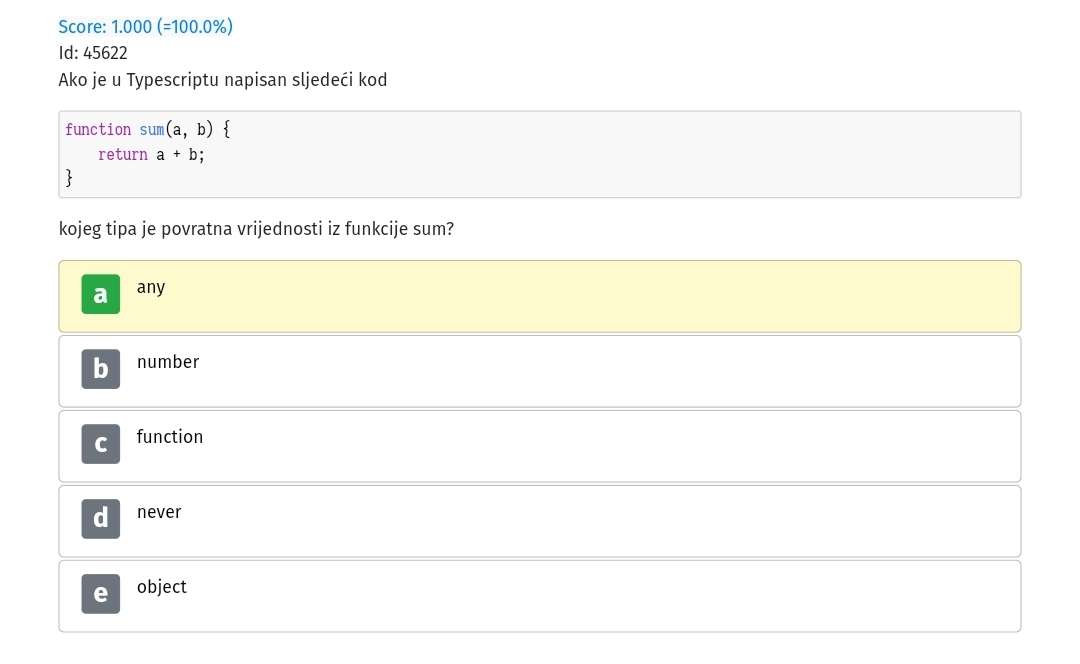 Score: 1.000 (=100.0%)
Id: 45622
Ako je u Typescriptu napisan sljedeći kod
function sum(a, b) {
    return a + b;
}
kojeg tipa je povratna vrijednosti iz funkcije sum?
a any
b number
c function
d never
e object